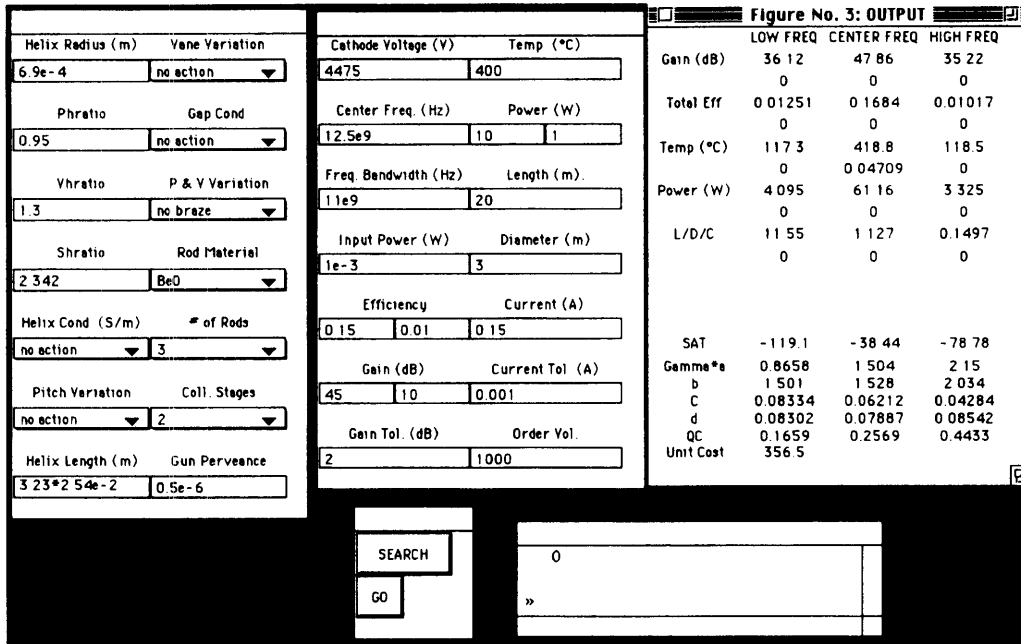 Helix Radius (m) Vane Variation
6.9e-4 no action
Phratio Gap Cond
0.95 no action
Vhratio P & V Variation
1.3 no braze
Shratio Rod Material
2 342 BeO
Helix Cond (S/m) # of Rods
no action 3
Pitch Variation Coll. Stages
no action 2
Helix Length (m) Gun Perveance
3 23*2 54e-2 0.5e-6
Cathode Voltage (V) Temp (°C)
4475 400
Center Freq. (Hz) Power (W)
12.5e9 10 1
Freq. Bandwidth (Hz) Length (m).
11e9 20
Input Power (W) Diameter (m)
1e-3 3
Efficiency Current (A)
0 15 0.01 0 15
Gain (dB) Current Tol (A)
45 10 0.001
Gain Tol. (dB) Order Vol.
2 1000
Figure No. 3: OUTPUT
LOW FREQ CENTER FREQ HIGH FREQ
Gain (dB) 36 12 47 86 35 22
0 0 0
Total Eff 0 01251 0 1684 0.01017
0 0 0
Temp (°C) 117 3 418.8 118.5
0 0 04709 0
Power (W) 4 095 61 16 3 325
0 0 0
L/D/C 11 55 1 127 0.1497
0 0 0
SAT -119.1 -38 44 -78 78
Gamma*a 0.8658 1 504 2 15
b 1 501 1 528 2 034
C 0.08334 0.06212 0.04284
d 0.08302 0.07887 0 08542
QC 0.1659 0.2569 0.4433
Unit Cost 356.5
SEARCH
GO
0
»